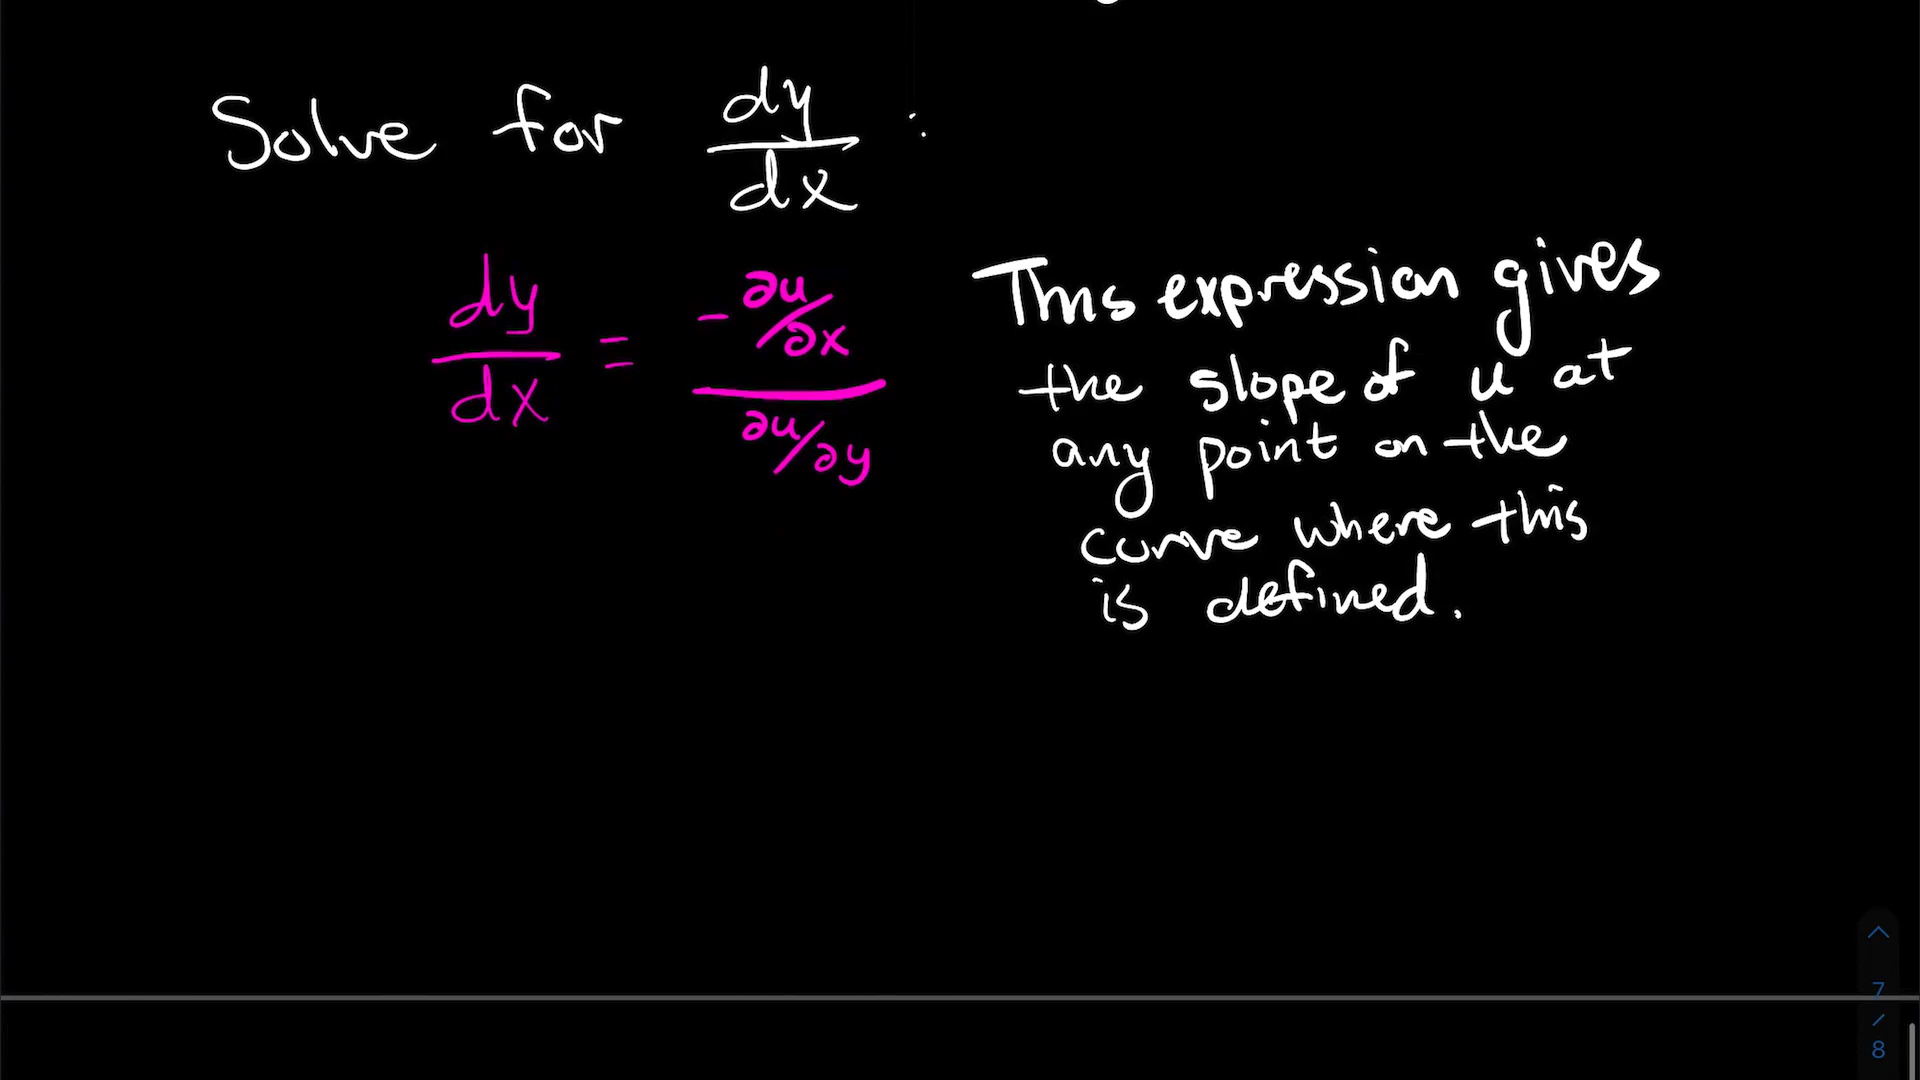 Solve for dy/dx :
dy/dx = -∂u/∂x / ∂u/∂y
This expression gives
the slope of u at
any point on the
curve where this
is defined.
7
/
8